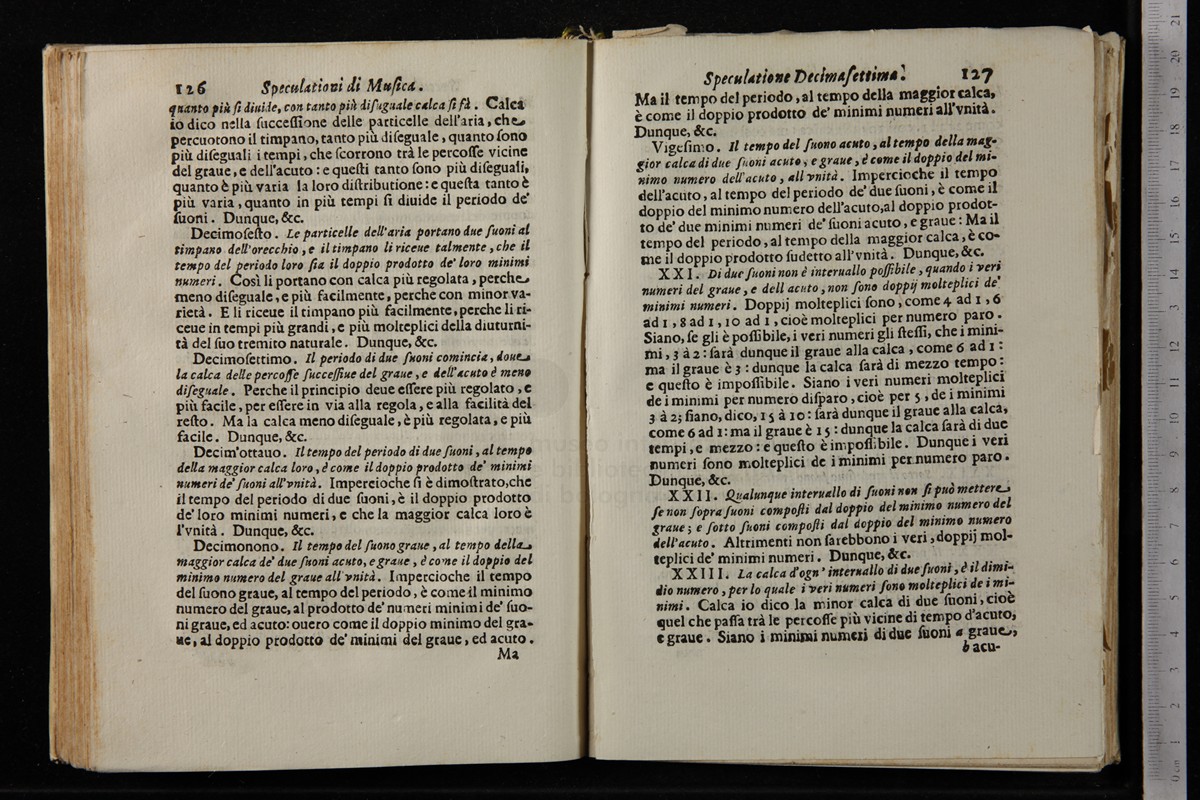 126 Speculationi di Musica.
quanto più ſi diuide, con tanto più diſuguale calca ſi fà. Calca
io dico nella ſucceſſione delle particelle dell'aria, che
percuotono il timpano, tanto più diſeguale, quanto ſono
più diſeguali i tempi, che ſcorrono trà le percoſſe vicine
del graue, e dell'acuto: e queſti tanto ſono più diſeguali,
quanto è più varia la loro diſtributione: e queſta tanto è
più varia, quanto in più tempi ſi diuide il periodo de'
ſuoni. Dunque, &c.
Decimoſeſto. Le particelle dell'aria portano due ſuoni al
timpano dell'orecchio, e il timpano li riceue talmente, che il
tempo del periodo loro ſia il doppio prodotto de' loro minimi
numeri. Così li portano con calca più regolata, perche
meno diſeguale, e più facilmente, perche con minor va-
rietà. E li riceue il timpano più facilmente, perche li ri-
ceue in tempi più grandi, e più molteplici della diuturni-
tà del ſuo tremito naturale. Dunque, &c.
Decimoſettimo. Il periodo di due ſuoni comincia, doue
la calca delle percoſſe ſucceſſiue del graue, e dell'acuto è meno
diſeguale. Perche il principio deue eſſere più regolato, e
più facile, per eſſere in via alla regola, e alla facilità del
reſto. Ma la calca meno diſeguale, è più regolata, e più
facile. Dunque, &c.
Decim'ottauo. Il tempo del periodo di due ſuoni, al tempo
della maggior calca loro, è come il doppio prodotto de' minimi
numeri de' ſuoni all'vnità. Impercioche ſi è dimoſtrato, che
il tempo del periodo di due ſuoni, è il doppio prodotto
de' loro minimi numeri, e che la maggior calca loro è
l'vnità. Dunque, &c.
Decimonono. Il tempo del ſuono graue, al tempo della
maggior calca de' due ſuoni acuto, e graue, è come il doppio del
minimo numero del graue all'vnità. Impercioche il tempo
del ſuono graue, al tempo del periodo, è come il minimo
numero del graue, al prodotto de' numeri minimi de' ſuo-
ni graue, ed acuto: ouero come il doppio minimo del gra-
ue, al doppio prodotto de' minimi del graue, ed acuto.
Ma
Speculatione Decimaſettima. 127
Ma il tempo del periodo, al tempo della maggior calca,
è come il doppio prodotto de' minimi numeri all'vnità.
Dunque, &c.
Vigeſimo. Il tempo del ſuono acuto, al tempo della mag-
gior calca di due ſuoni acuto, e graue, è come il doppio del mi-
nimo numero dell'acuto, all'vnità. Impercioche il tempo
dell'acuto, al tempo del periodo de' due ſuoni, è come il
doppio del minimo numero dell'acuto, al doppio prodot-
to de' due minimi numeri de' ſuoni acuto, e graue: Ma il
tempo del periodo, al tempo della maggior calca, è co-
me il doppio prodotto ſudetto all'vnità. Dunque, &c.
XXI. Di due ſuoni non è interuallo poſſibile, quando i veri
numeri del graue, e dell acuto, non ſono doppij molteplici de'
minimi numeri. Doppij molteplici ſono, come 4 ad 1, 6
ad 1, 8 ad 1, 10 ad 1, cioè molteplici per numero paro.
Siano, ſe gli è poſſibile, i veri numeri gli ſteſſi, che i mini-
mi, 3 à 2: ſarà dunque il graue alla calca, come 6 ad 1:
ma il graue è 3: dunque la calca ſarà di mezzo tempo:
e queſto è impoſſibile. Siano i veri numeri molteplici
de i minimi per numero diſparo, cioè per 5, de i minimi
3 à 2; ſiano, dico, 15 à 10: ſarà dunque il graue alla calca,
come 6 ad 1: ma il graue è 15: dunque la calca ſarà di due
tempi, e mezzo: e queſto è impoſſibile. Dunque i veri
numeri ſono molteplici de i minimi per numero paro.
Dunque, &c.
XXII. Qualunque interuallo di ſuoni non ſi può mettere,
ſe non ſopra ſuoni compoſti dal doppio del minimo numero del
graue; e ſotto ſuoni compoſti dal doppio del minimo numero
dell'acuto. Altrimenti non ſarebbono i veri, doppij mol-
teplici de' minimi numeri. Dunque, &c.
XXIII. La calca d'ogn' interuallo di due ſuoni, è il dimi-
dio numero, per lo quale i veri numeri ſono molteplici de i mi-
nimi. Calca io dico la minor calca di due ſuoni, cioè
quel che paſſa trà le percoſſe più vicine di tempo d'acuto,
e graue. Siano i minimi numeri di due ſuoni a graue,
b acu-